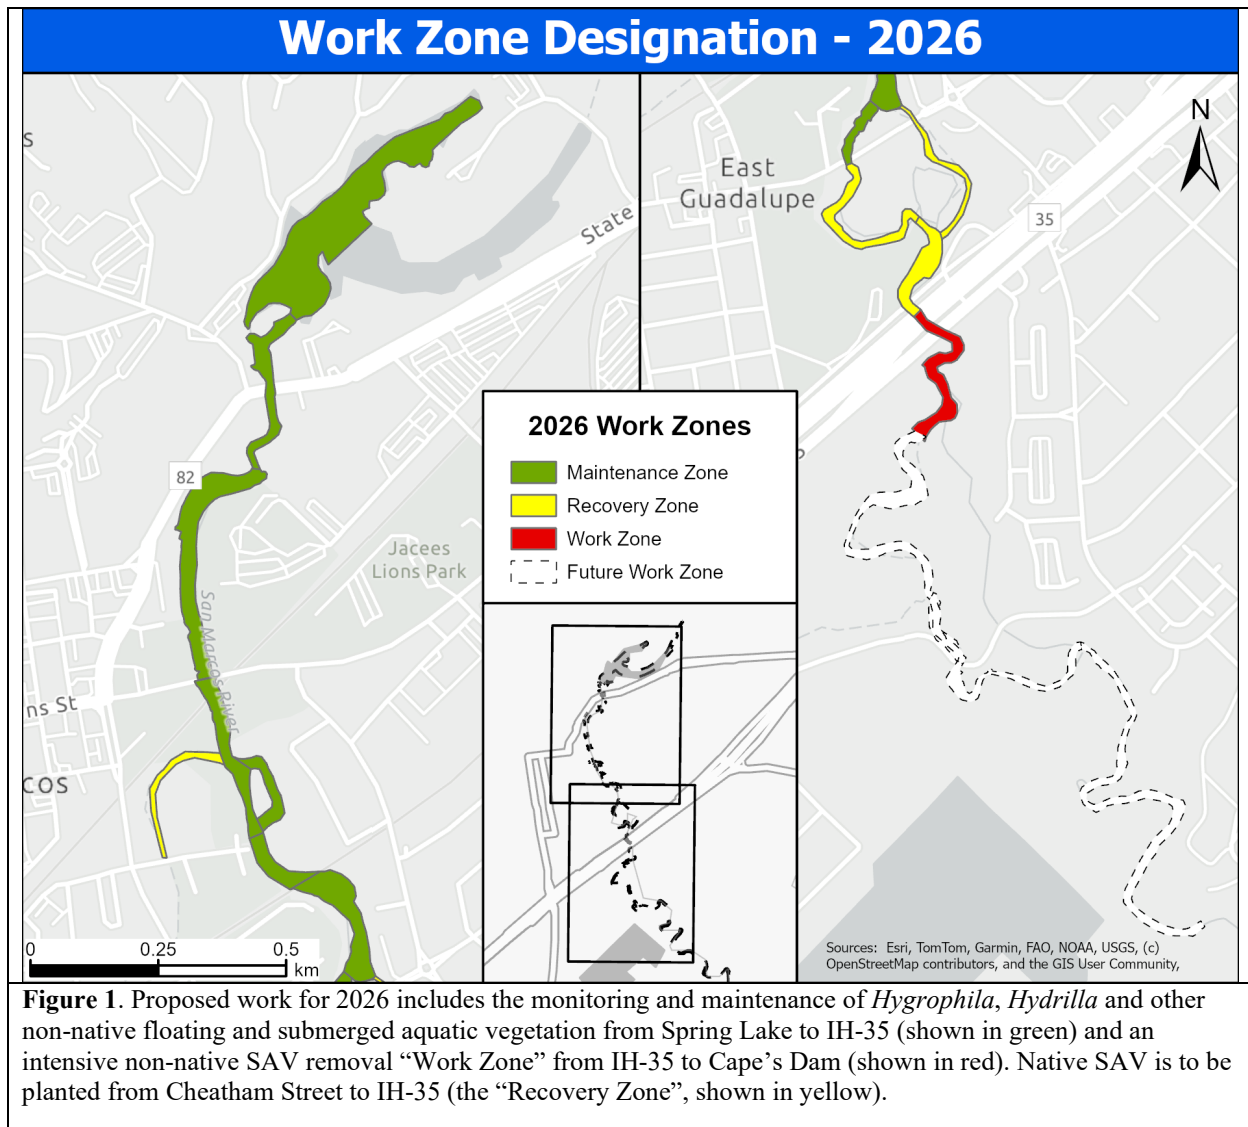 Work Zone Designation - 2026
S
State
82
Jacees
Lions Park
San Marcos River
ns St
cos
0 0.25 0.5
km
East
Guadalupe
35
N
2026 Work Zones
Maintenance Zone
Recovery Zone
Work Zone
Future Work Zone
Sources: Esri, TomTom, Garmin, FAO, NOAA, USGS, (c)
OpenStreetMap contributors, and the GIS User Community,
Figure 1. Proposed work for 2026 includes the monitoring and maintenance of Hygrophila, Hydrilla and other
non-native floating and submerged aquatic vegetation from Spring Lake to IH-35 (shown in green) and an
intensive non-native SAV removal “Work Zone” from IH-35 to Cape’s Dam (shown in red). Native SAV is to be
planted from Cheatham Street to IH-35 (the “Recovery Zone”, shown in yellow).